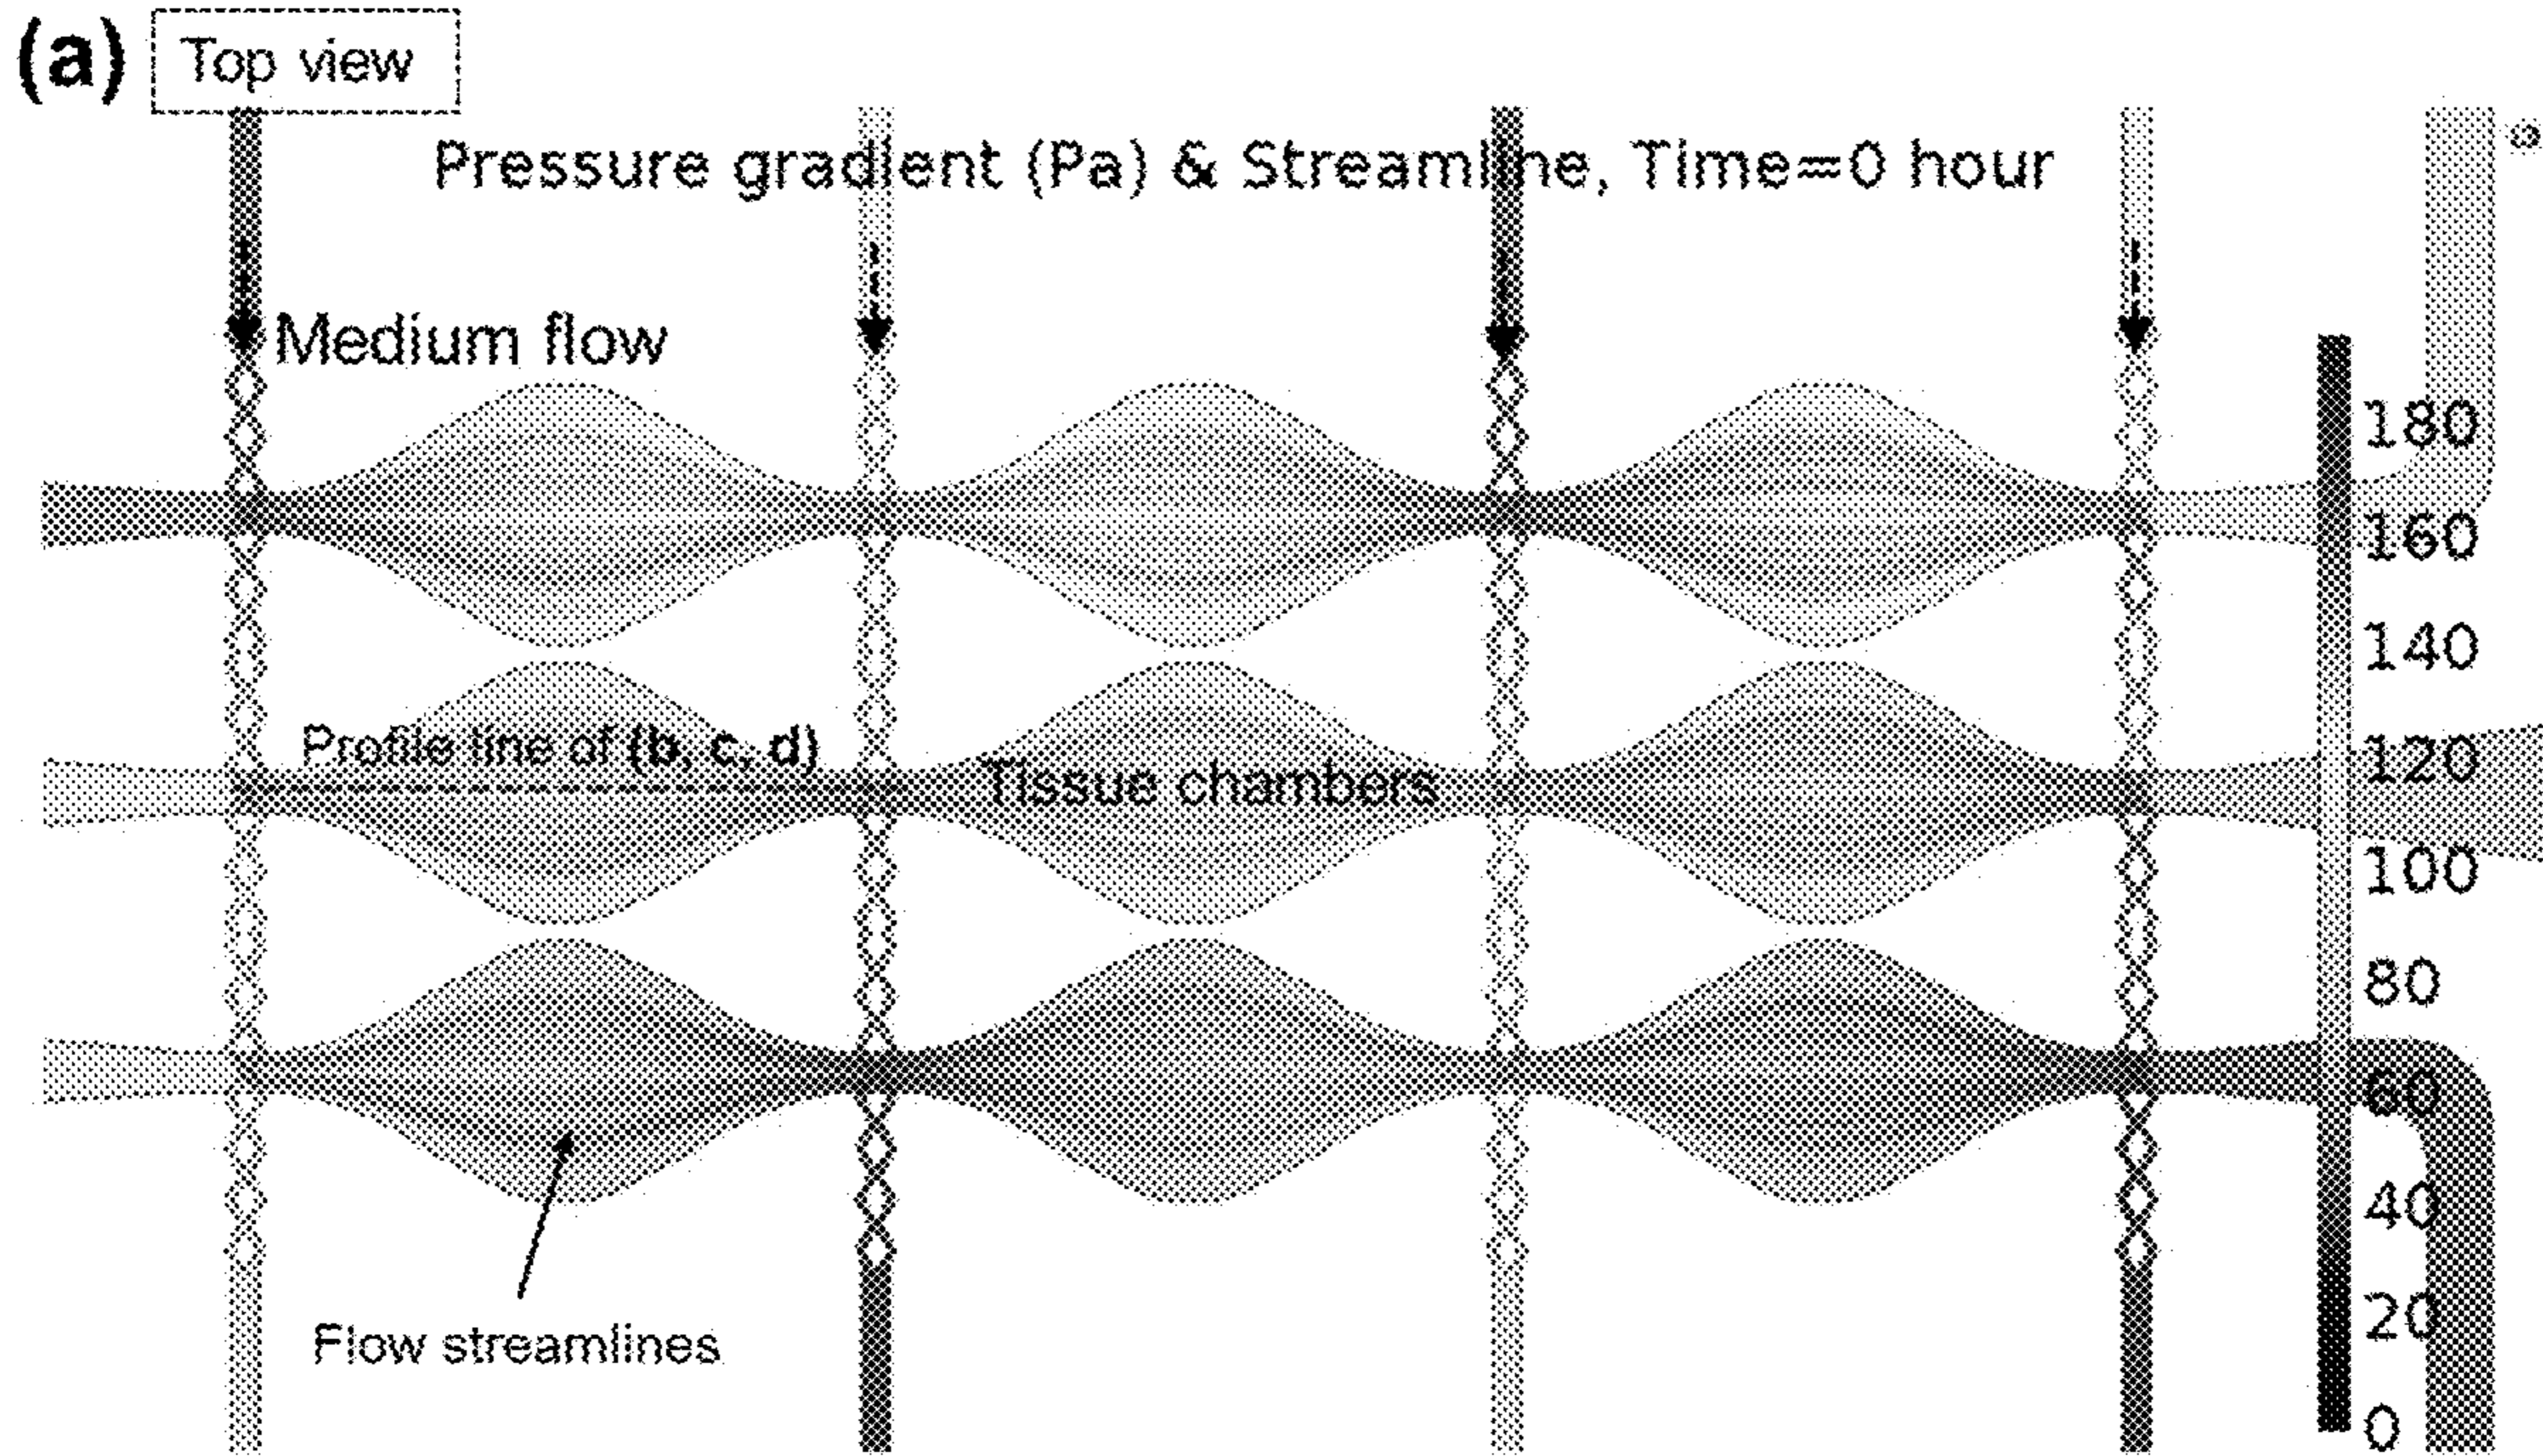 (a) Top view
Pressure gradient (Pa) & Streamline, Time=0 hour
Medium flow
180
160
140
Profile line of (b, c, d)
120
Tissue chambers
100
80
60
40
20
Flow streamlines
0